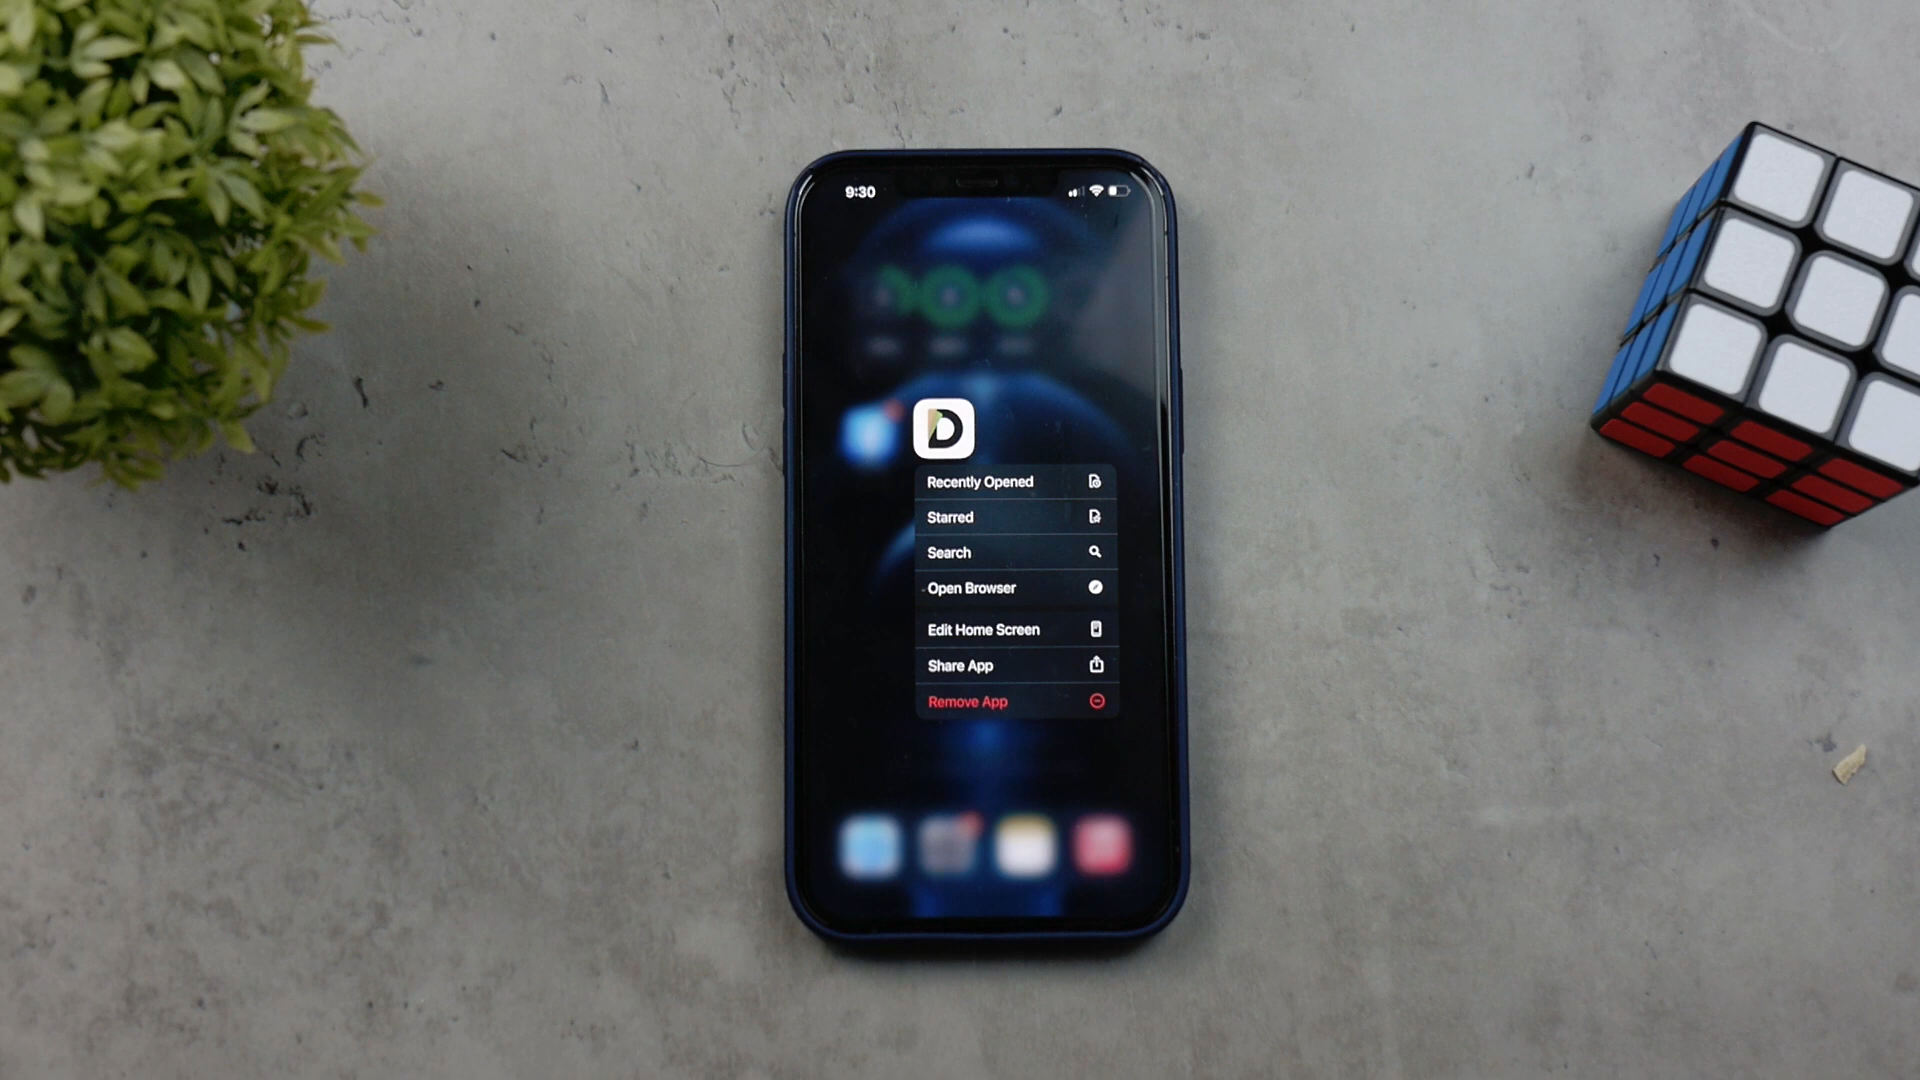 9:30
D
Recently Opened
Starred
Search
Open Browser
Edit Home Screen
Share App
Remove App